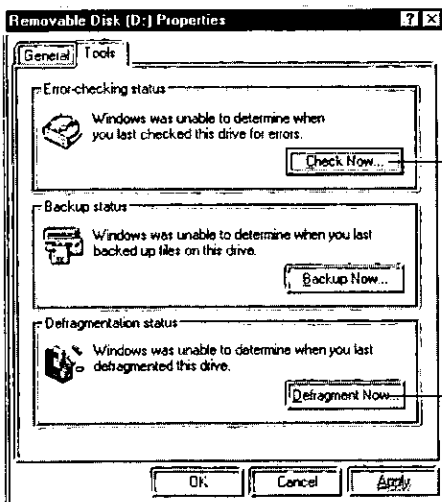 Removable Disk (D:) Properties
General Tools
Error-checking status
Windows was unable to determine when
you last checked this drive for errors.
Check Now...
Backup status
Windows was unable to determine when you last
backed up files on this drive.
Backup Now...
Defragmentation status
Windows was unable to determine when you last
defragmented this drive.
Defragment Now...
OK Cancel Apply